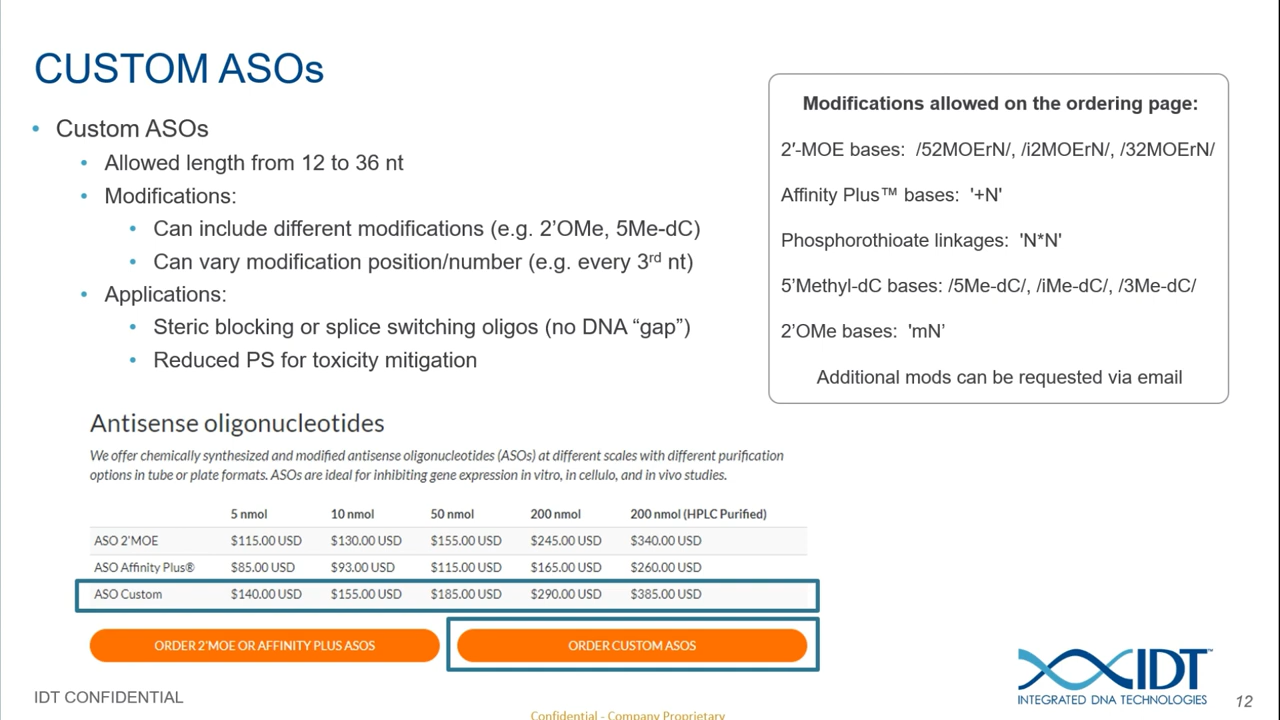 CUSTOM ASOs
• Custom ASOs
• Allowed length from 12 to 36 nt
• Modifications:
• Can include different modifications (e.g. 2’OMe, 5Me-dC)
• Can vary modification position/number (e.g. every 3rd nt)
• Applications:
• Steric blocking or splice switching oligos (no DNA “gap”)
• Reduced PS for toxicity mitigation
Modifications allowed on the ordering page:
2′-MOE bases: /52MOErN/, /i2MOErN/, /32MOErN/
Affinity Plus™ bases: '+N'
Phosphorothioate linkages: 'N*N'
5’Methyl-dC bases: /5Me-dC/, /iMe-dC/, /3Me-dC/
2’OMe bases: 'mN’
Additional mods can be requested via email
Antisense oligonucleotides
We offer chemically synthesized and modified antisense oligonucleotides (ASOs) at different scales with different purification
options in tube or plate formats. ASOs are ideal for inhibiting gene expression in vitro, in cellulo, and in vivo studies.
5 nmol 10 nmol 50 nmol 200 nmol 200 nmol (HPLC Purified)
ASO 2'MOE $115.00 USD $130.00 USD $155.00 USD $245.00 USD $340.00 USD
ASO Affinity Plus® $85.00 USD $93.00 USD $115.00 USD $165.00 USD $260.00 USD
ASO Custom $140.00 USD $155.00 USD $185.00 USD $290.00 USD $385.00 USD
ORDER 2'MOE OR AFFINITY PLUS ASOS
ORDER CUSTOM ASOS
IDT™
INTEGRATED DNA TECHNOLOGIES
IDT CONFIDENTIAL
12
Confidential - Company Proprietary